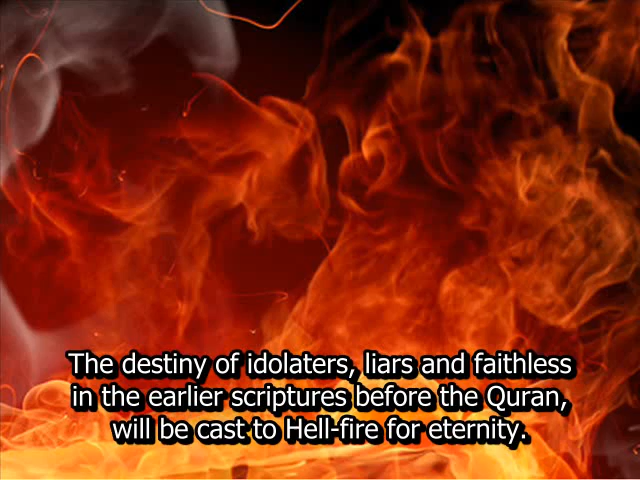 The destiny of idolaters, liars and faithless
in the earlier scriptures before the Quran,
will be cast to Hell-fire for eternity.